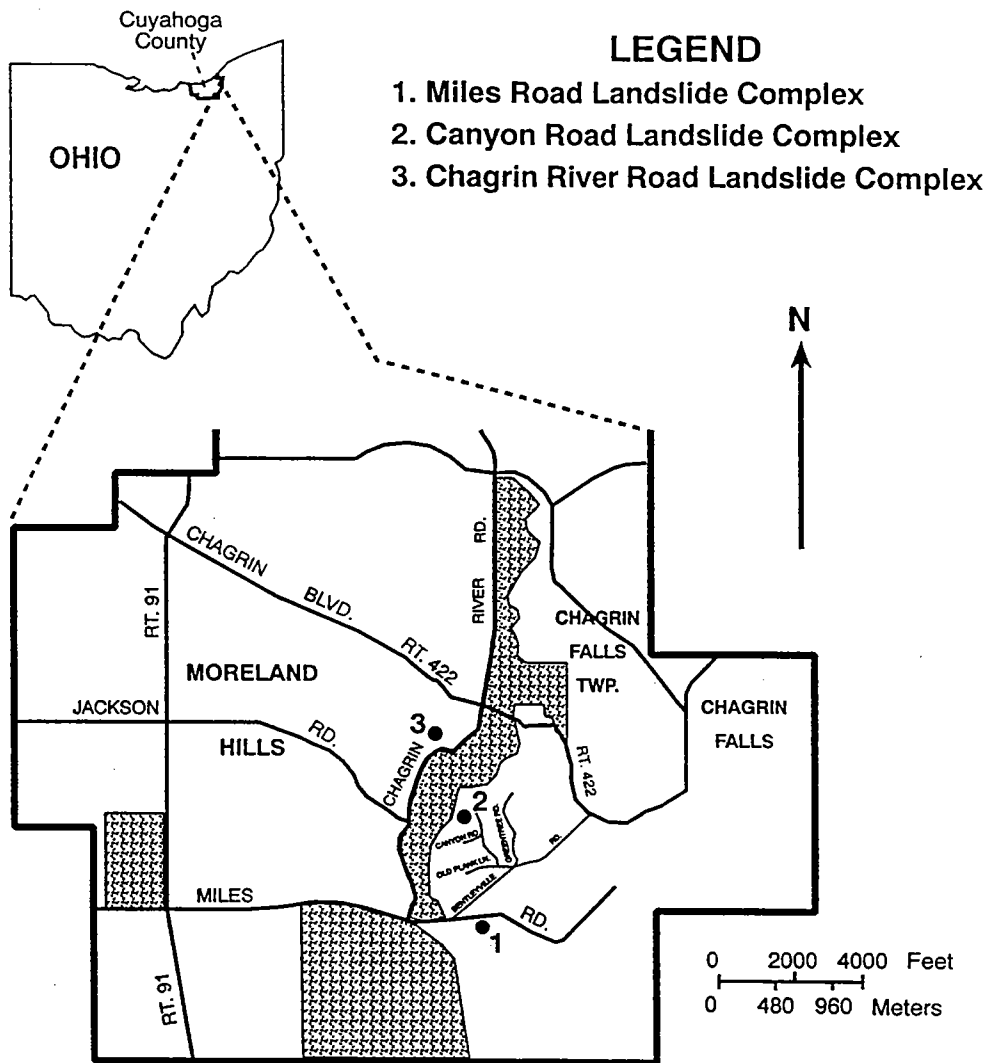 Cuyahoga
County
OHIO
LEGEND
1. Miles Road Landslide Complex
2. Canyon Road Landslide Complex
3. Chagrin River Road Landslide Complex
N
CHAGRIN
BLVD.
RT. 422
RT. 91
RIVER
RD.
CHAGRIN
FALLS
TWP.
MORELAND
HILLS
JACKSON
RD.
CHAGRIN
FALLS
3
CHAGRIN
RT. 422
2
CANYON RD.
GREENTREE RD.
OLD PLANK LN.
BENTLEYVILLE
RD.
MILES
RD.
1
RT. 91
0 2000 4000 Feet
0 480 960 Meters